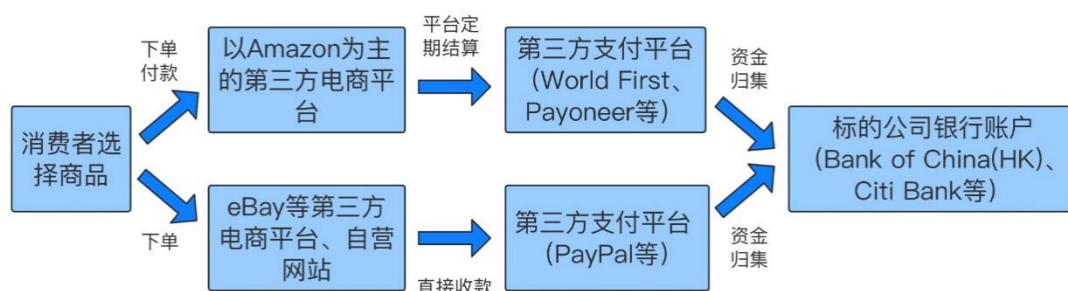 下单
付款
以Amazon为主
的第三方电商平
台
平台定
期结算
第三方支付平台
（World First、
Payoneer等）
资金
归集
消费者选
择商品
标的公司银行账户
（Bank of China(HK)、
Citi Bank等）
下单
eBay等第三方
电商平台、自营
网站
直接收款
第三方支付平台
（PayPal等）
资金
归集